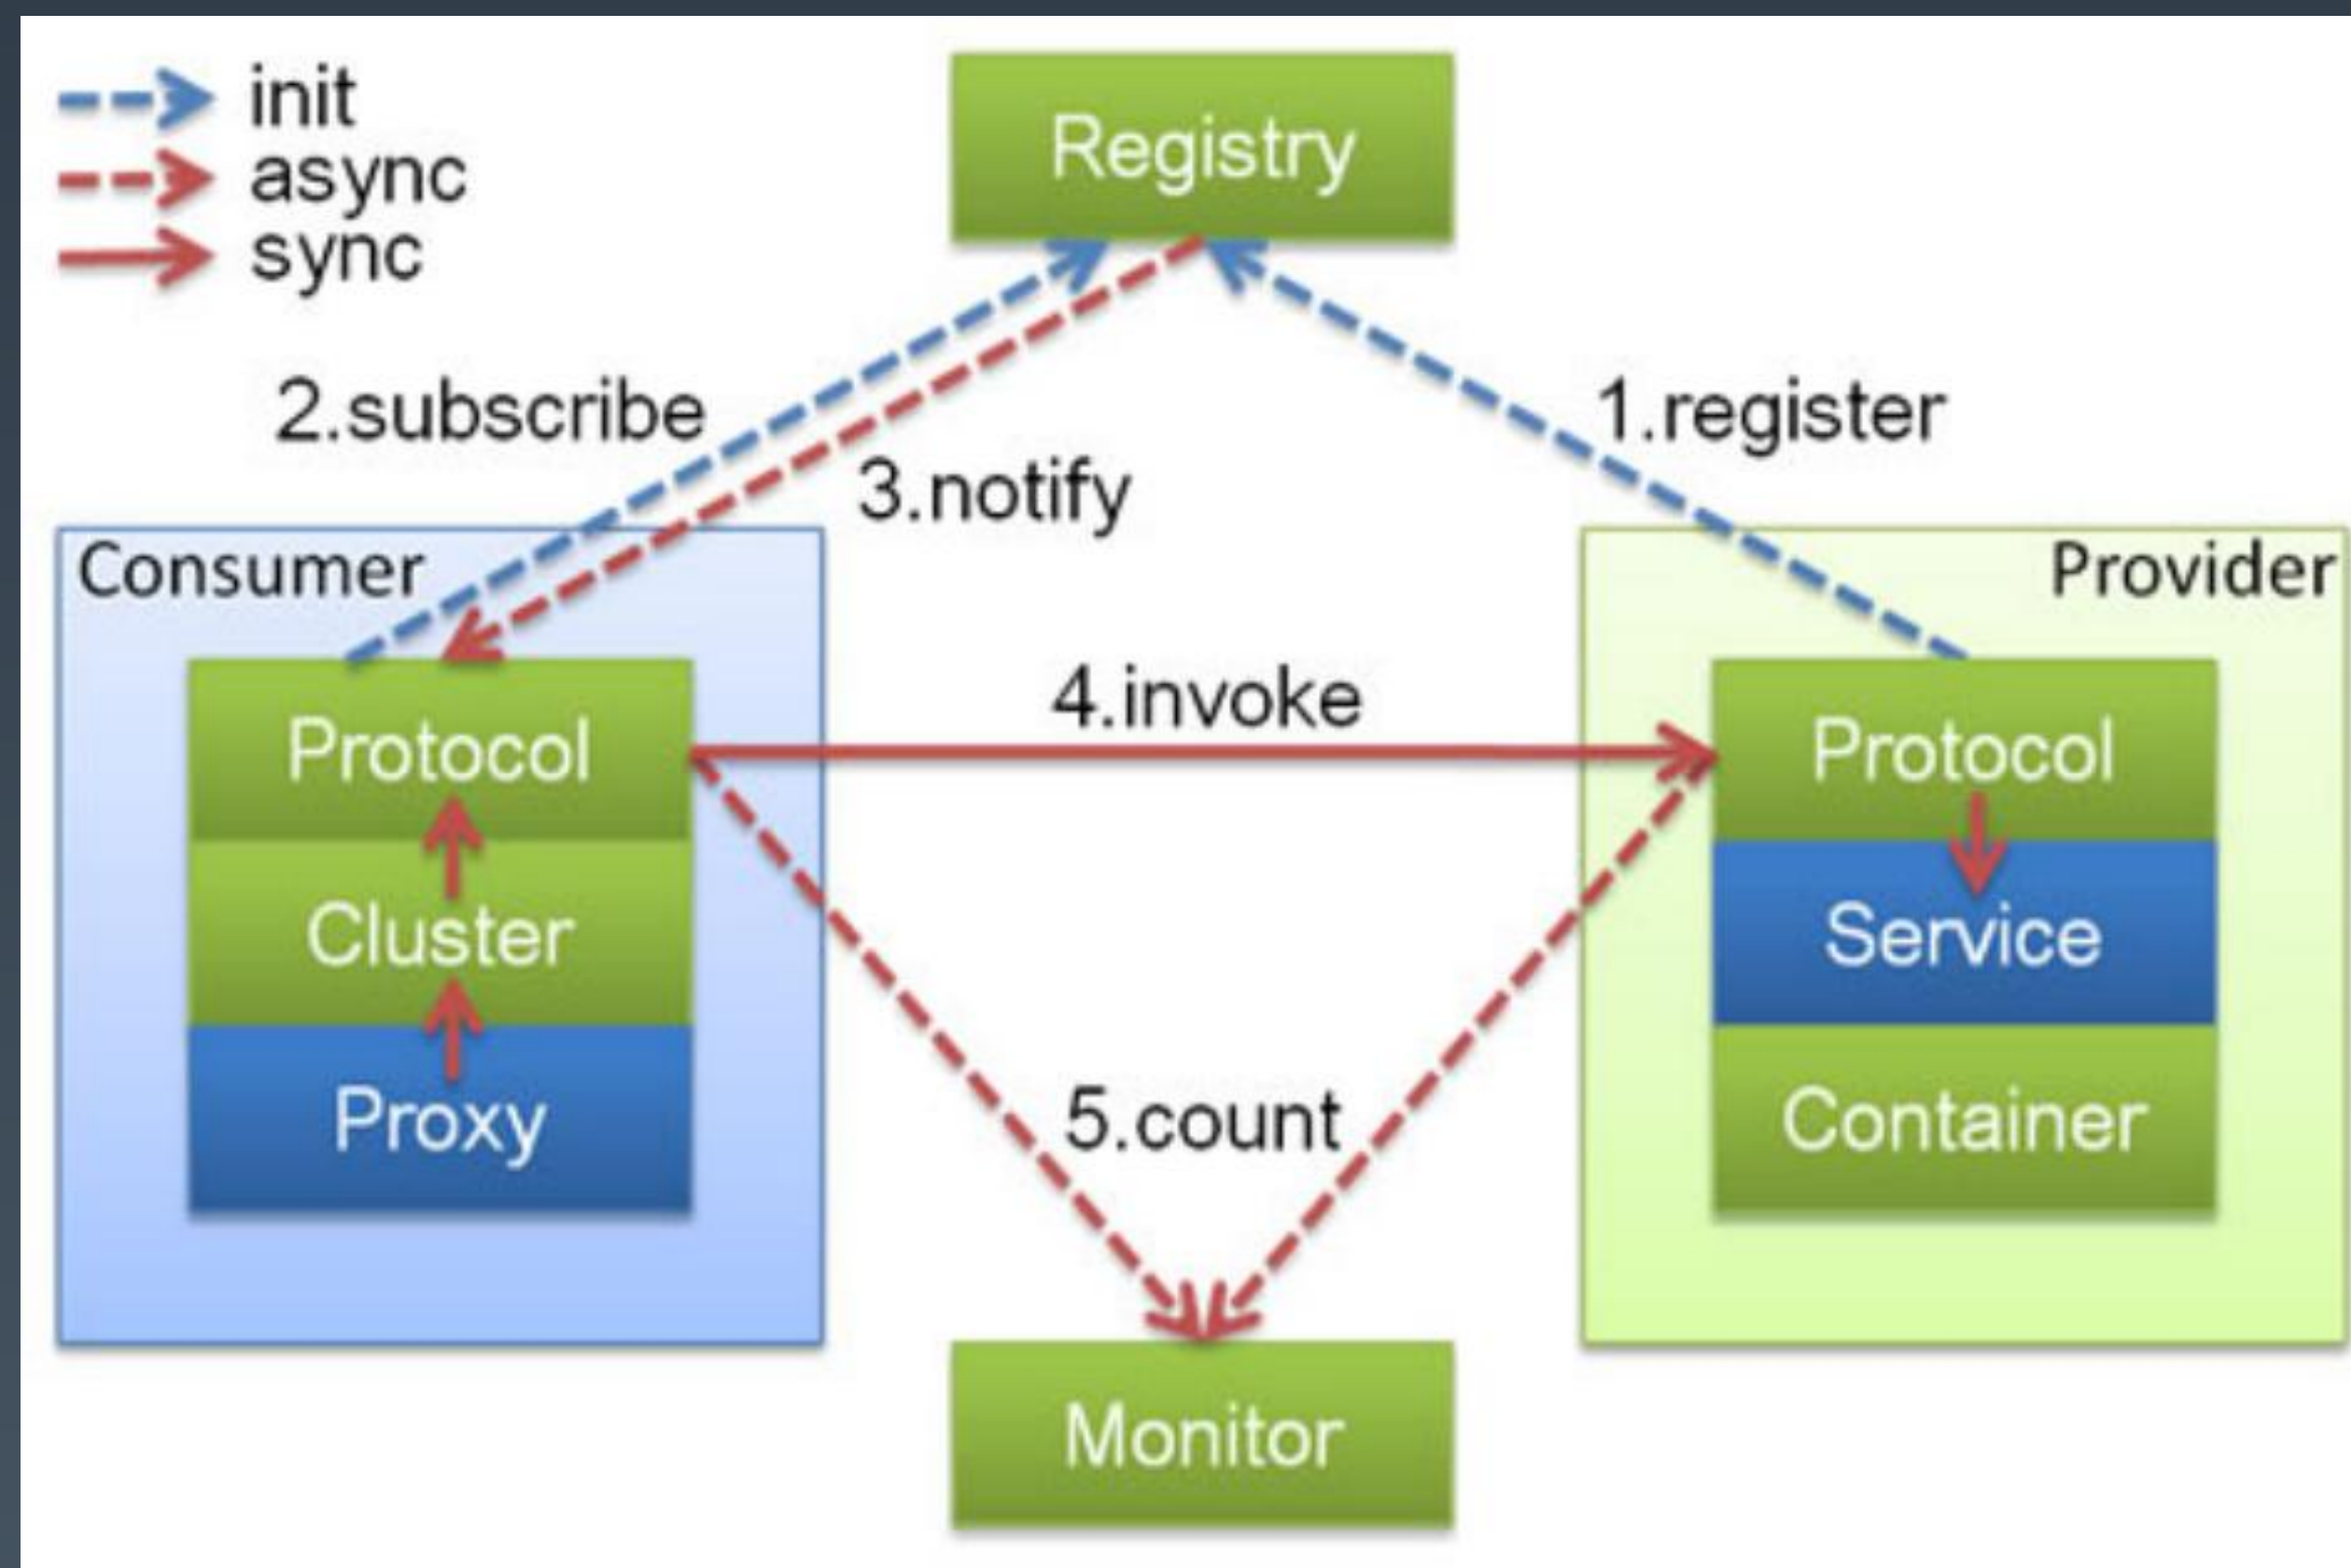 init
async
sync
Registry
2.subscribe
1.register
3.notify
Consumer
Provider
4.invoke
Protocol
Protocol
Cluster
Service
Proxy
Container
5.count
Monitor